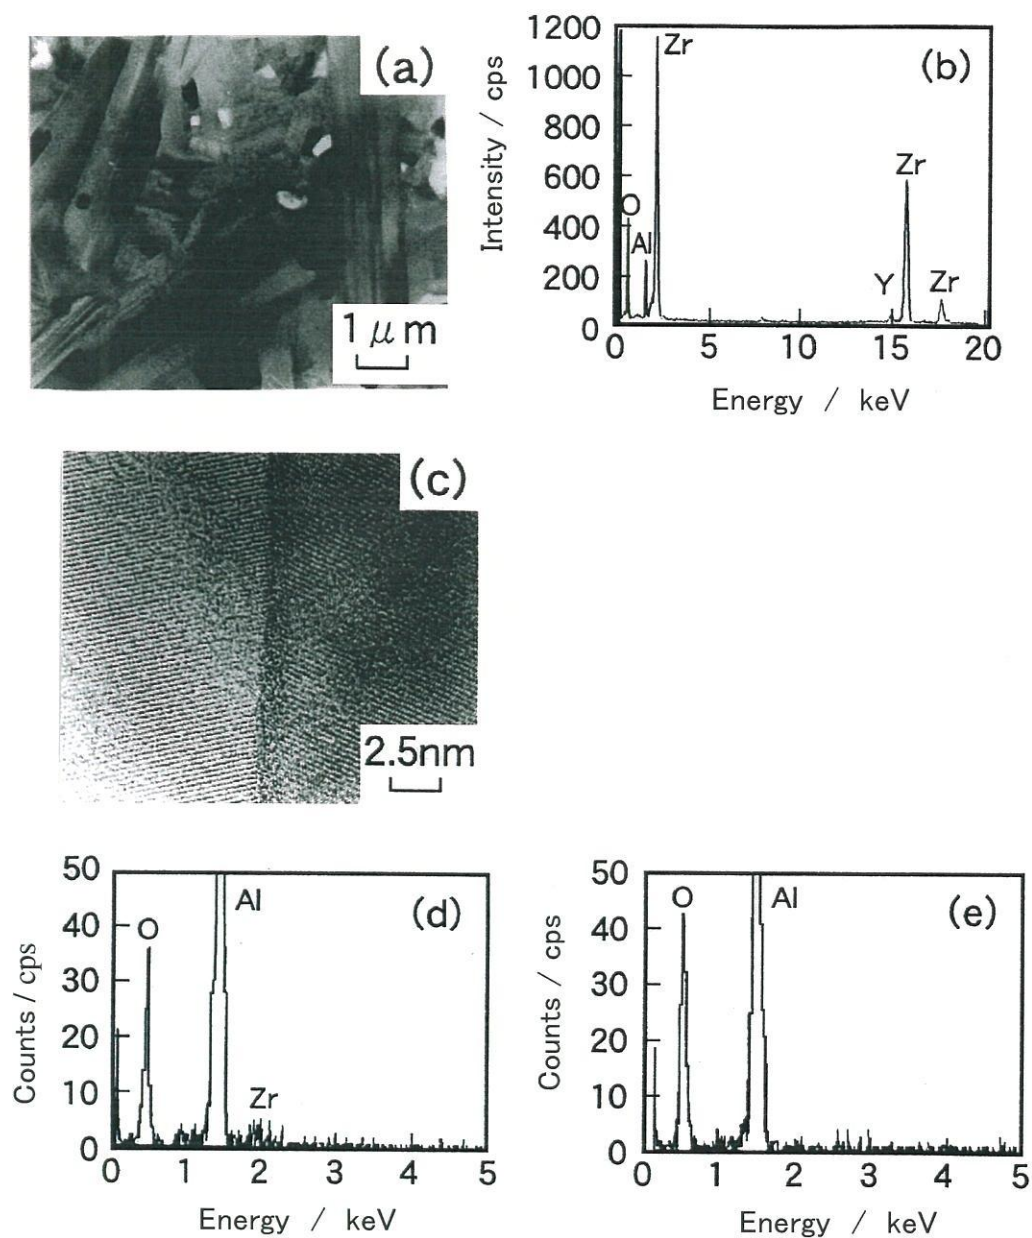 (a)
1 μm
1200
1000
800
600
400
200
0
Intensity / cps
Zr
(b)
O
Al
Y
Zr
Zr
0 5 10 15 20
Energy / keV
(c)
2.5nm
50
40
30
20
10
0
Counts / cps
O
Al
(d)
Zr
0 1 2 3 4 5
Energy / keV
50
40
30
20
10
0
Counts / cps
O
Al
(e)
0 1 2 3 4 5
Energy / keV